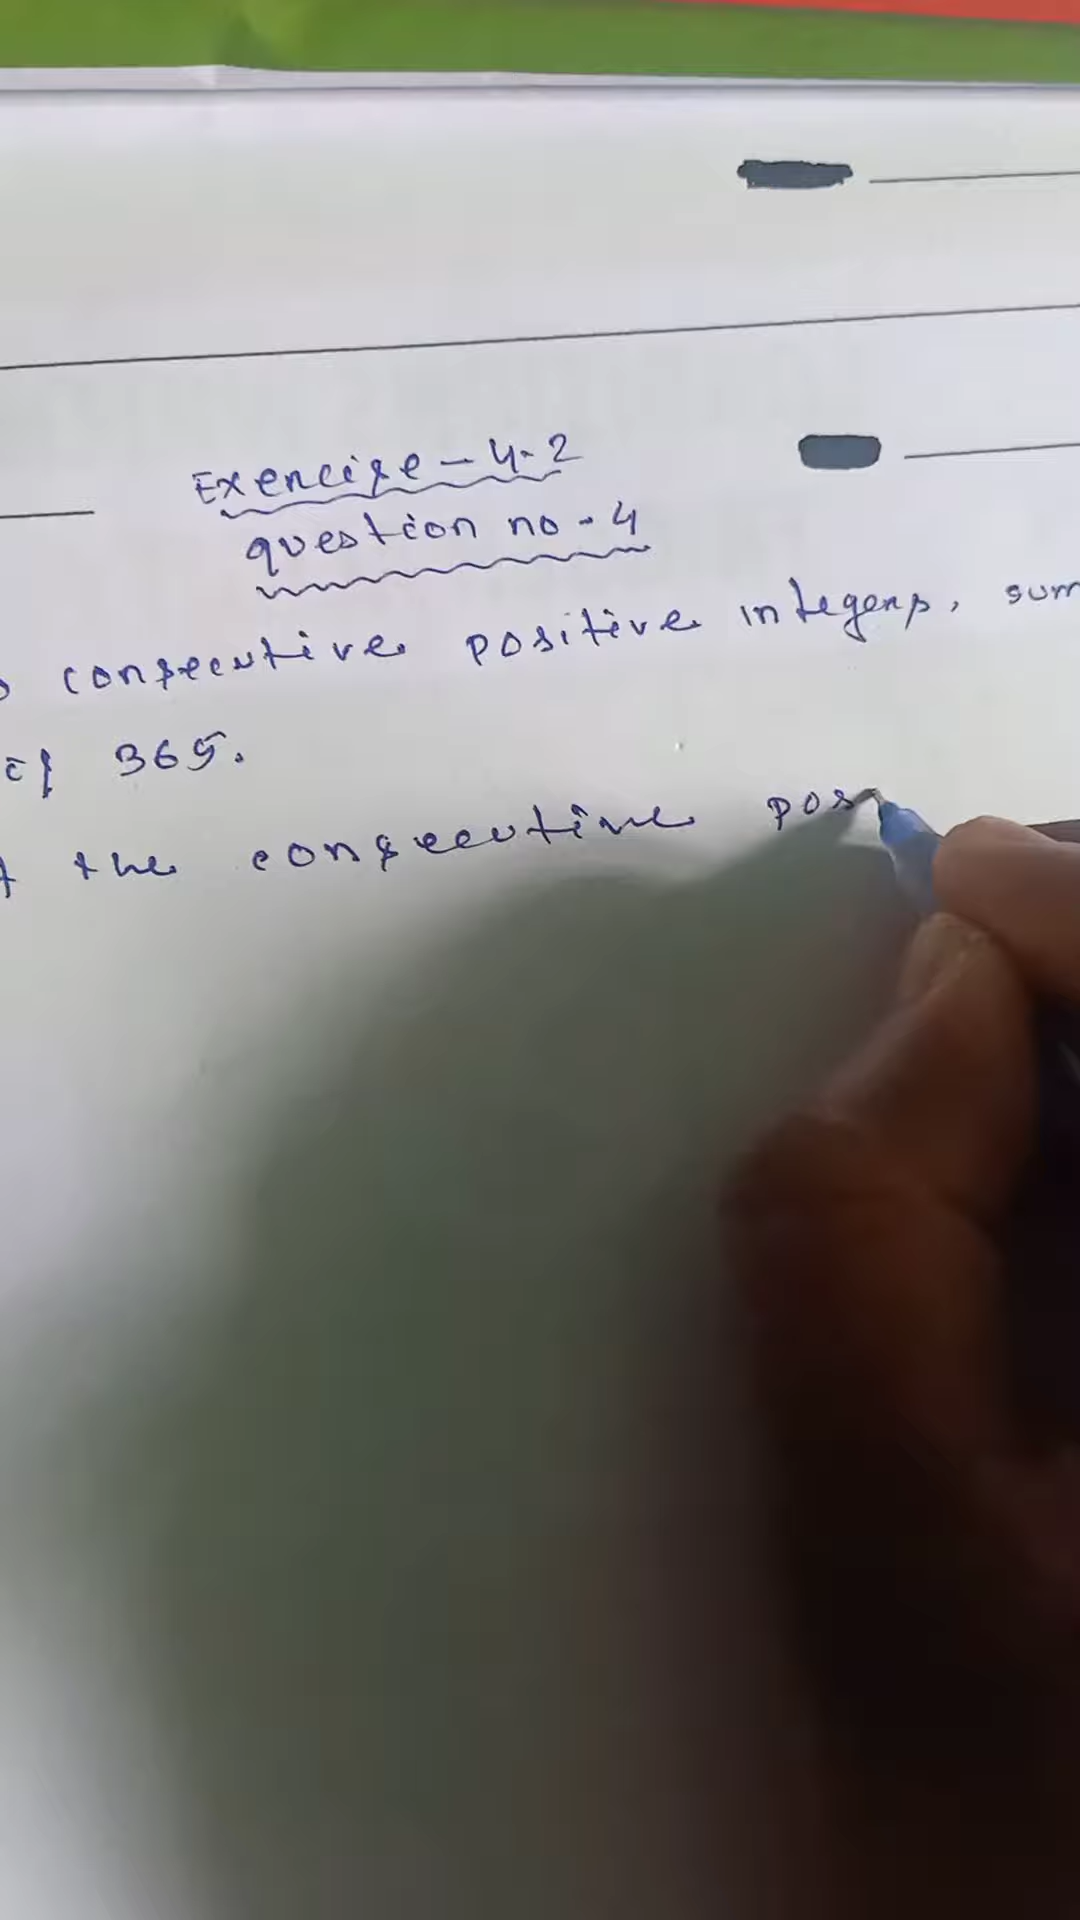 Exercise - 4.2
question no - 4
consecutive positive integers, sum
365.
the consecutive pos